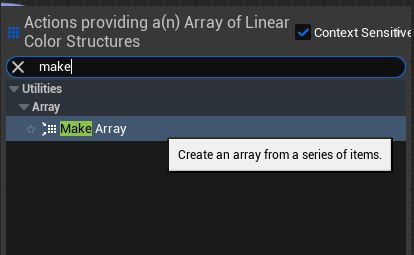 Actions providing a(n) Array of Linear
Color Structures
Context Sensitive
make
Utilities
Array
Make Array
Create an array from a series of items.